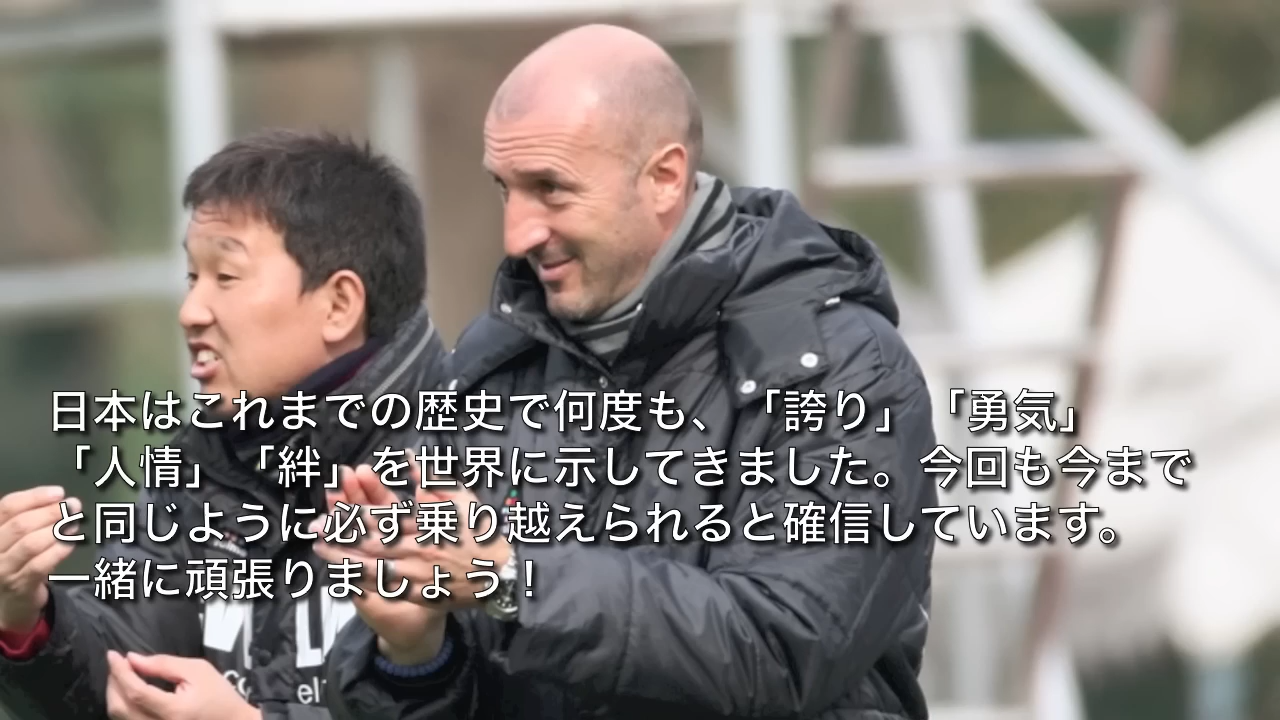 日本はこれまでの歴史で何度も、「誇り」「勇気」
「人情」「絆」を世界に示してきました。今回も今まで
と同じように必ず乗り越えられると確信しています。
一緒に頑張りましょう！